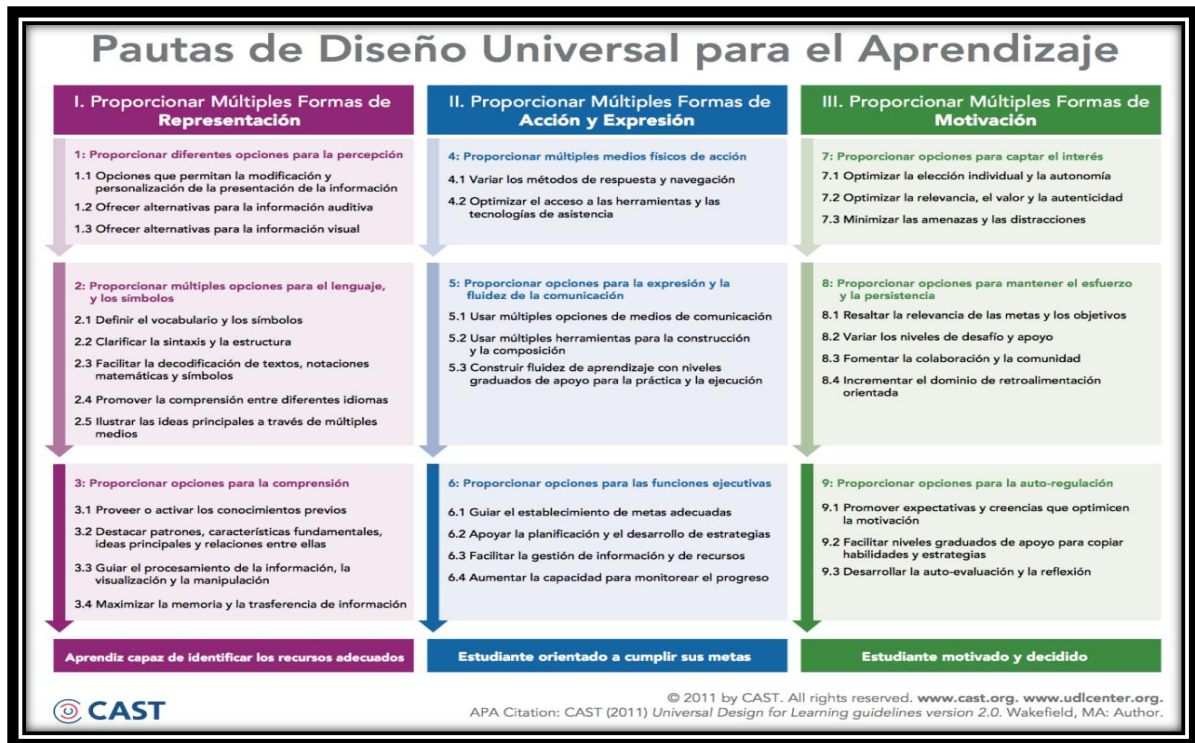 Pautas de Diseño Universal para el Aprendizaje
I. Proporcionar Múltiples Formas de
Representación
1: Proporcionar diferentes opciones para la percepción
1.1 Opciones que permitan la modificación y
personalización de la presentación de la información
1.2 Ofrecer alternativas para la información auditiva
1.3 Ofrecer alternativas para la información visual
2: Proporcionar múltiples opciones para el lenguaje,
y los símbolos
2.1 Definir el vocabulario y los símbolos
2.2 Clarificar la sintaxis y la estructura
2.3 Facilitar la decodificación de textos, notaciones
matemáticas y símbolos
2.4 Promover la comprensión entre diferentes idiomas
2.5 Ilustrar las ideas principales a través de múltiples
medios
3: Proporcionar opciones para la comprensión
3.1 Proveer o activar los conocimientos previos
3.2 Destacar patrones, características fundamentales,
ideas principales y relaciones entre ellas
3.3 Guiar el procesamiento de la información, la
visualización y la manipulación
3.4 Maximizar la memoria y la trasferencia de información
Aprendiz capaz de identificar los recursos adecuados
II. Proporcionar Múltiples Formas de
Acción y Expresión
4: Proporcionar múltiples medios físicos de acción
4.1 Variar los métodos de respuesta y navegación
4.2 Optimizar el acceso a las herramientas y las
tecnologías de asistencia
5: Proporcionar opciones para la expresión y la
fluidez de la comunicación
5.1 Usar múltiples opciones de medios de comunicación
5.2 Usar múltiples herramientas para la construcción
y la composición
5.3 Construir fluidez de aprendizaje con niveles
graduados de apoyo para la práctica y la ejecución
6: Proporcionar opciones para las funciones ejecutivas
6.1 Guiar el establecimiento de metas adecuadas
6.2 Apoyar la planificación y el desarrollo de estrategias
6.3 Facilitar la gestión de información y de recursos
6.4 Aumentar la capacidad para monitorear el progreso
Estudiante orientado a cumplir sus metas
III. Proporcionar Múltiples Formas de
Motivación
7: Proporcionar opciones para captar el interés
7.1 Optimizar la elección individual y la autonomía
7.2 Optimizar la relevancia, el valor y la autenticidad
7.3 Minimizar las amenazas y las distracciones
8: Proporcionar opciones para mantener el esfuerzo
y la persistencia
8.1 Resaltar la relevancia de las metas y los objetivos
8.2 Variar los niveles de desafío y apoyo
8.3 Fomentar la colaboración y la comunidad
8.4 Incrementar el dominio de retroalimentación
orientada
9: Proporcionar opciones para la auto-regulación
9.1 Promover expectativas y creencias que optimicen
la motivación
9.2 Facilitar niveles graduados de apoyo para copiar
habilidades y estrategias
9.3 Desarrollar la auto-evaluación y la reflexión
Estudiante motivado y decidido
CAST
© 2011 by CAST. All rights reserved. www.cast.org. www.udlcenter.org.
APA Citation: CAST (2011) Universal Design for Learning guidelines version 2.0. Wakefield, MA: Author.